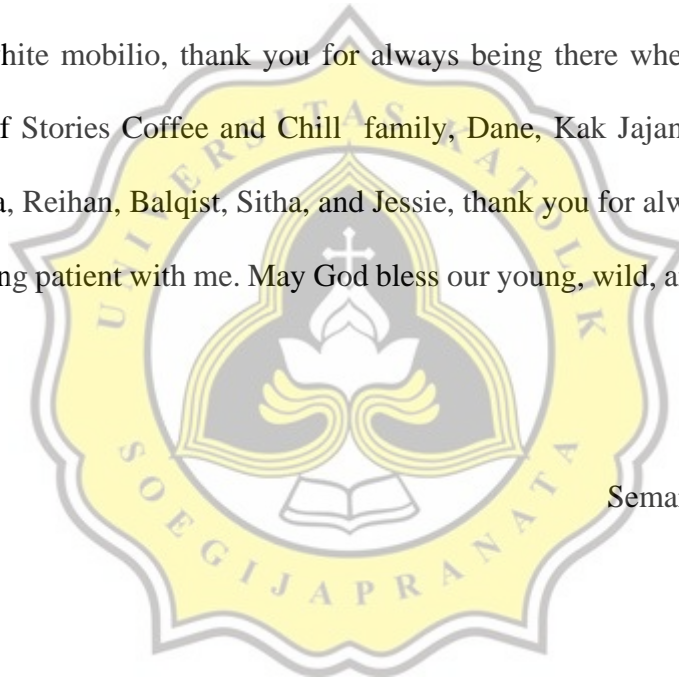 hite mobilio, thank you for always being there whe
f Stories Coffee and Chill family, Dane, Kak Jajan
a, Reihan, Balqist, Sitha, and Jessie, thank you for alw
ng patient with me. May God bless our young, wild, a
Semar
UNIVERSITAS KATOLIK
SOEGIJAPRANATA